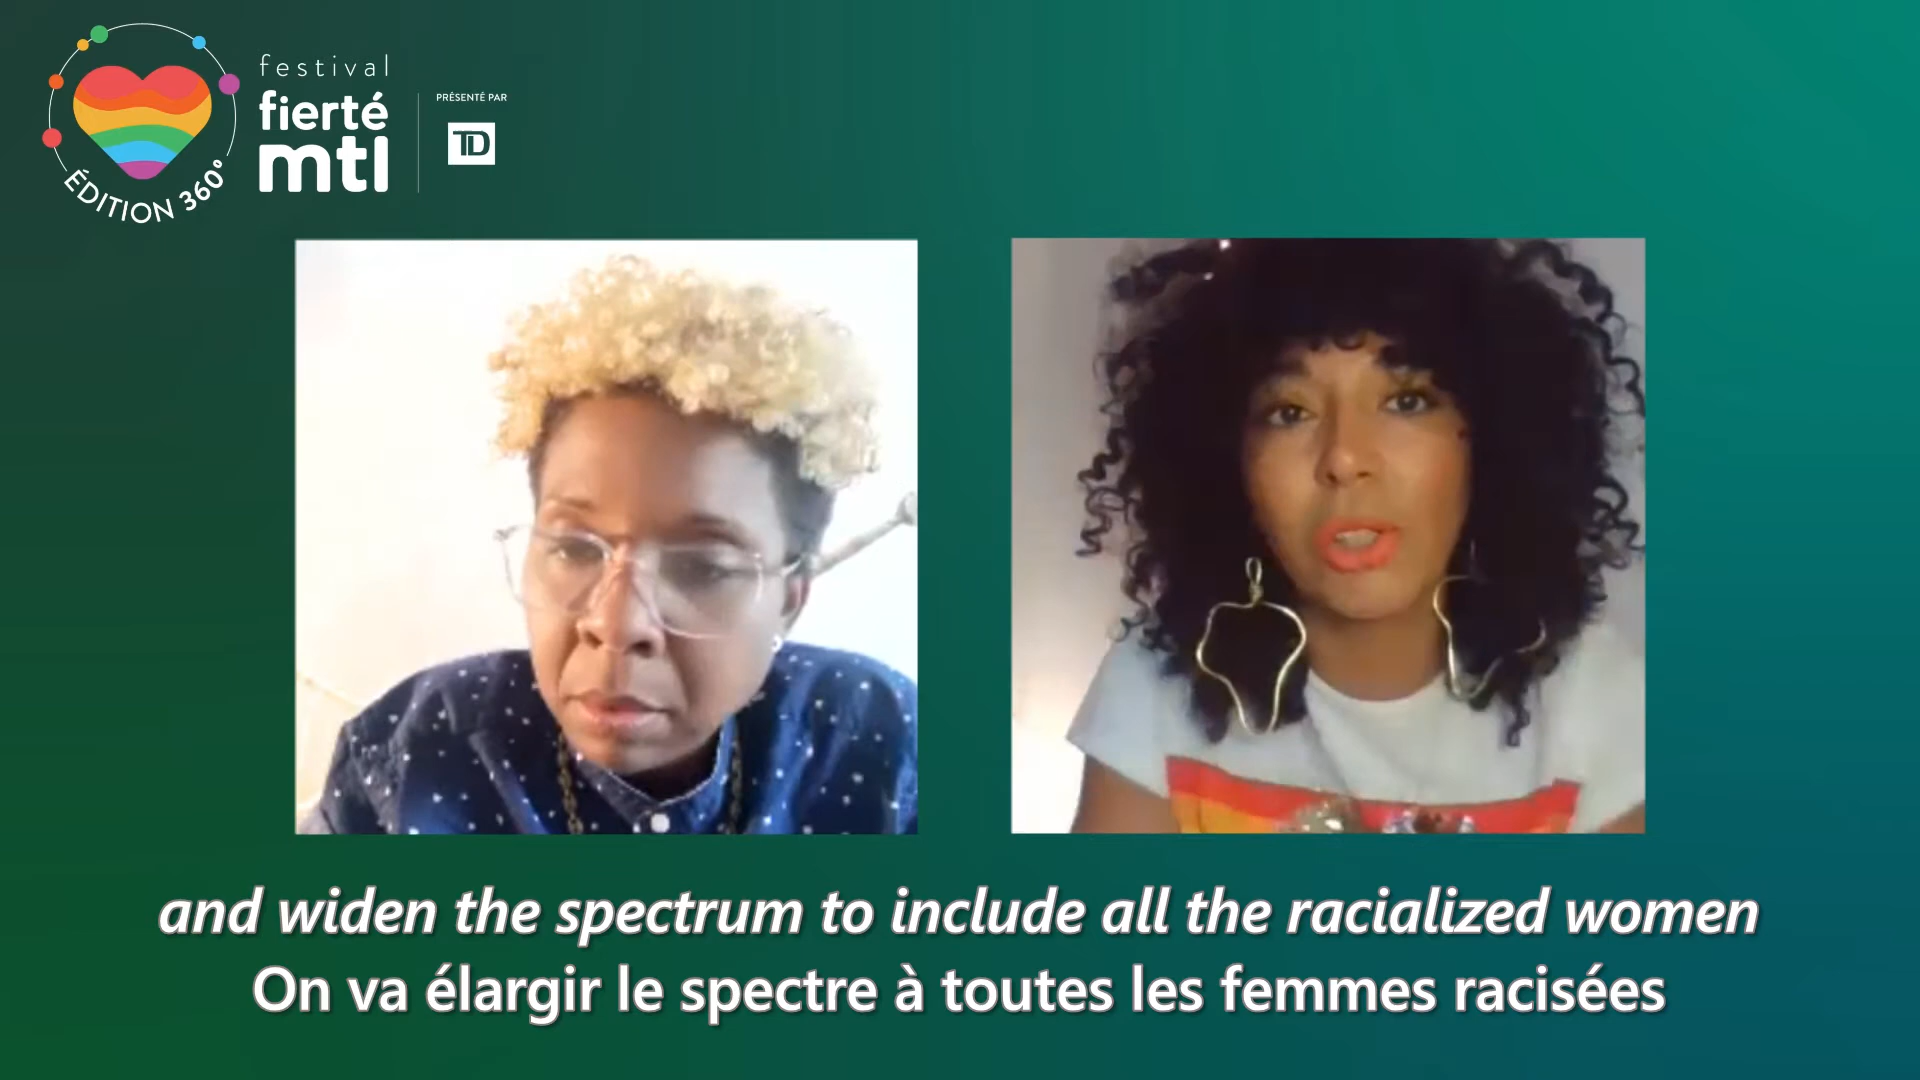 festival
fierté
mtl
ÉDITION 360°
PRÉSENTÉ PAR
TD
and widen the spectrum to include all the racialized women
On va élargir le spectre à toutes les femmes racisées